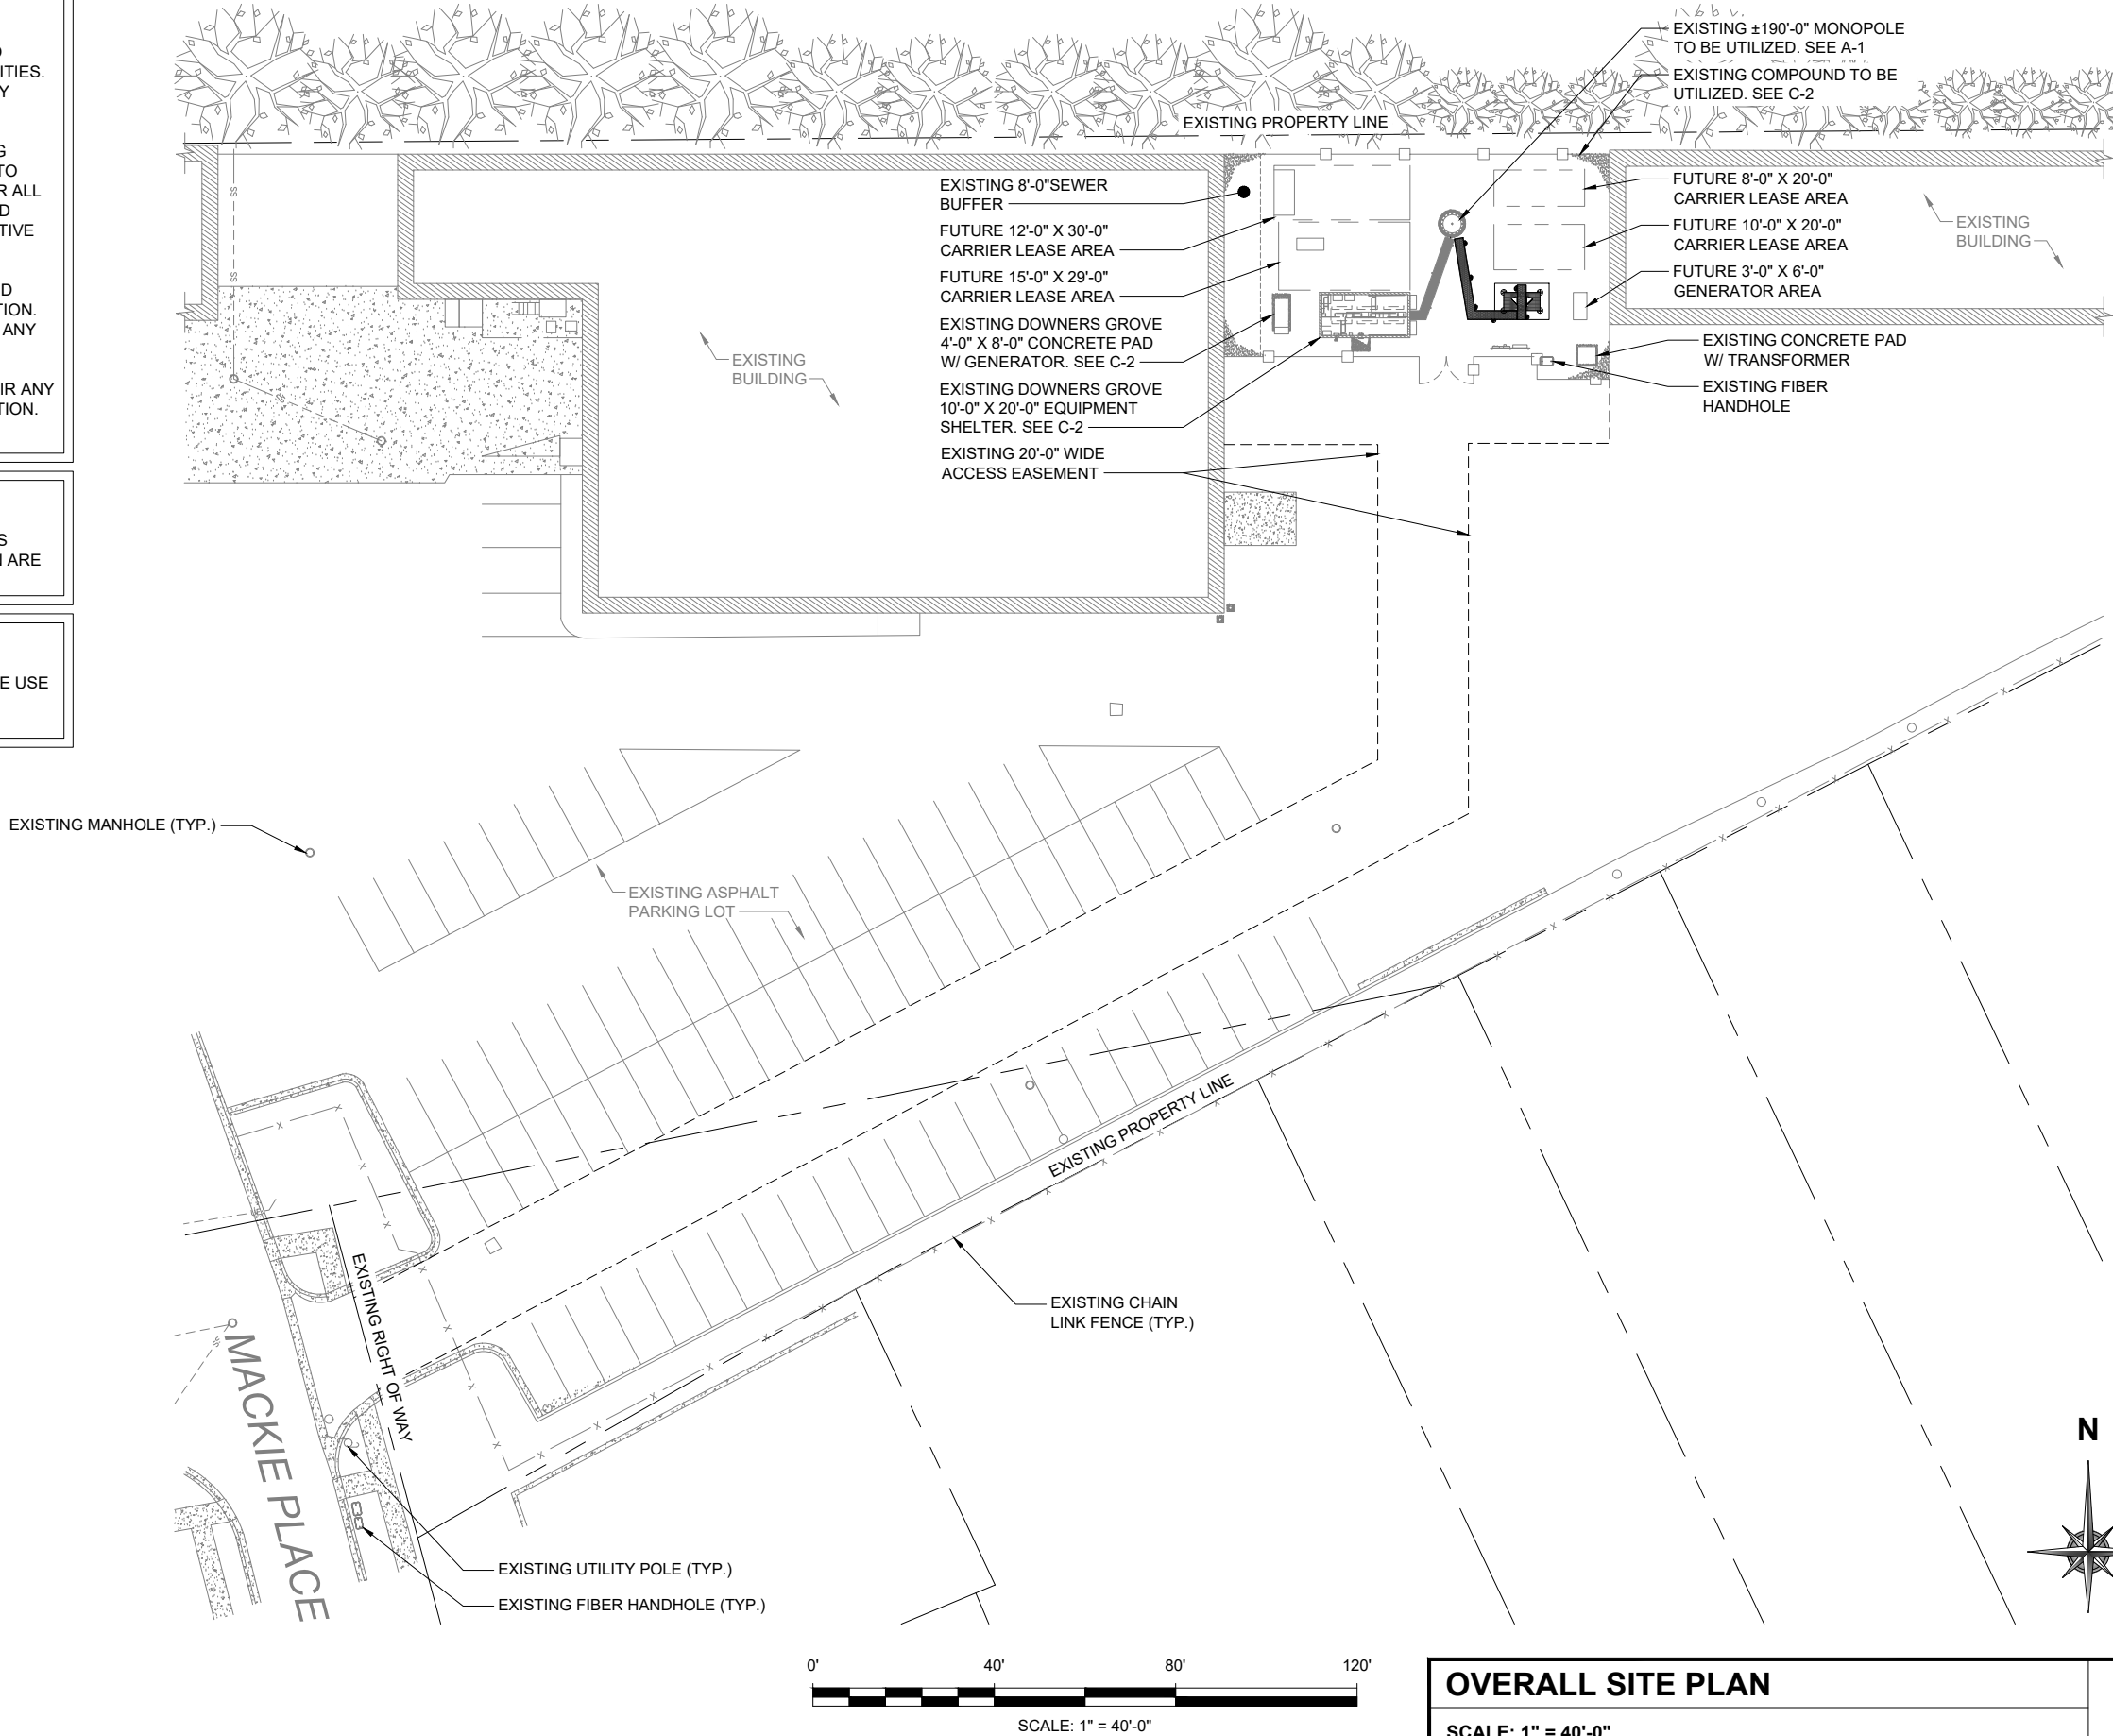 ITIES.
Y
G
TO
R ALL
D
TIVE
D
TION.
ANY
IR ANY
TION.
S
N ARE
E USE
EXISTING ±190'-0" MONOPOLE
TO BE UTILIZED. SEE A-1
EXISTING COMPOUND TO BE
UTILIZED. SEE C-2
EXISTING PROPERTY LINE
EXISTING 8'-0"SEWER
BUFFER
FUTURE 12'-0" X 30'-0"
CARRIER LEASE AREA
FUTURE 15'-0" X 29'-0"
CARRIER LEASE AREA
EXISTING DOWNERS GROVE
4'-0" X 8'-0" CONCRETE PAD
W/ GENERATOR. SEE C-2
EXISTING DOWNERS GROVE
10'-0" X 20'-0" EQUIPMENT
SHELTER. SEE C-2
EXISTING 20'-0" WIDE
ACCESS EASEMENT
FUTURE 8'-0" X 20'-0"
CARRIER LEASE AREA
FUTURE 10'-0" X 20'-0"
CARRIER LEASE AREA
FUTURE 3'-0" X 6'-0"
GENERATOR AREA
EXISTING CONCRETE PAD
W/ TRANSFORMER
EXISTING FIBER
HANDHOLE
EXISTING
BUILDING
EXISTING
BUILDING
SS
SS
EXISTING MANHOLE (TYP.)
EXISTING ASPHALT
PARKING LOT
EXISTING PROPERTY LINE
EXISTING CHAIN
LINK FENCE (TYP.)
EXISTING RIGHT OF WAY
MACKIE PLACE
EXISTING UTILITY POLE (TYP.)
EXISTING FIBER HANDHOLE (TYP.)
N
0' 40' 80' 120'
SCALE: 1" = 40'-0"
OVERALL SITE PLAN
SCALE: 1" = 40'-0"